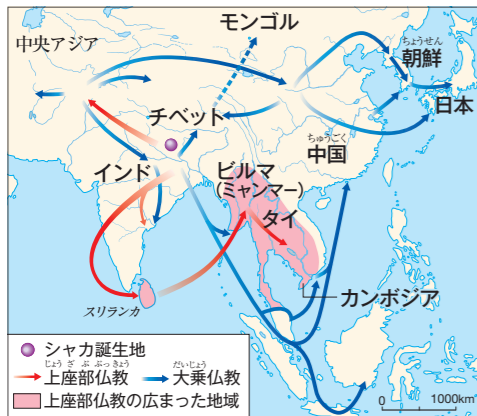 モンゴル
中央アジア
ちょうせん
朝鮮
日本
チベット
ちゅうごく
中国
インド
ビルマ
(ミャンマー)
タイ
カンボジア
スリランカ
シャカ誕生地
じょうざぶぶっきょう
上座部仏教
だいじょう
大乗仏教
上座部仏教の広まった地域
0 1000km